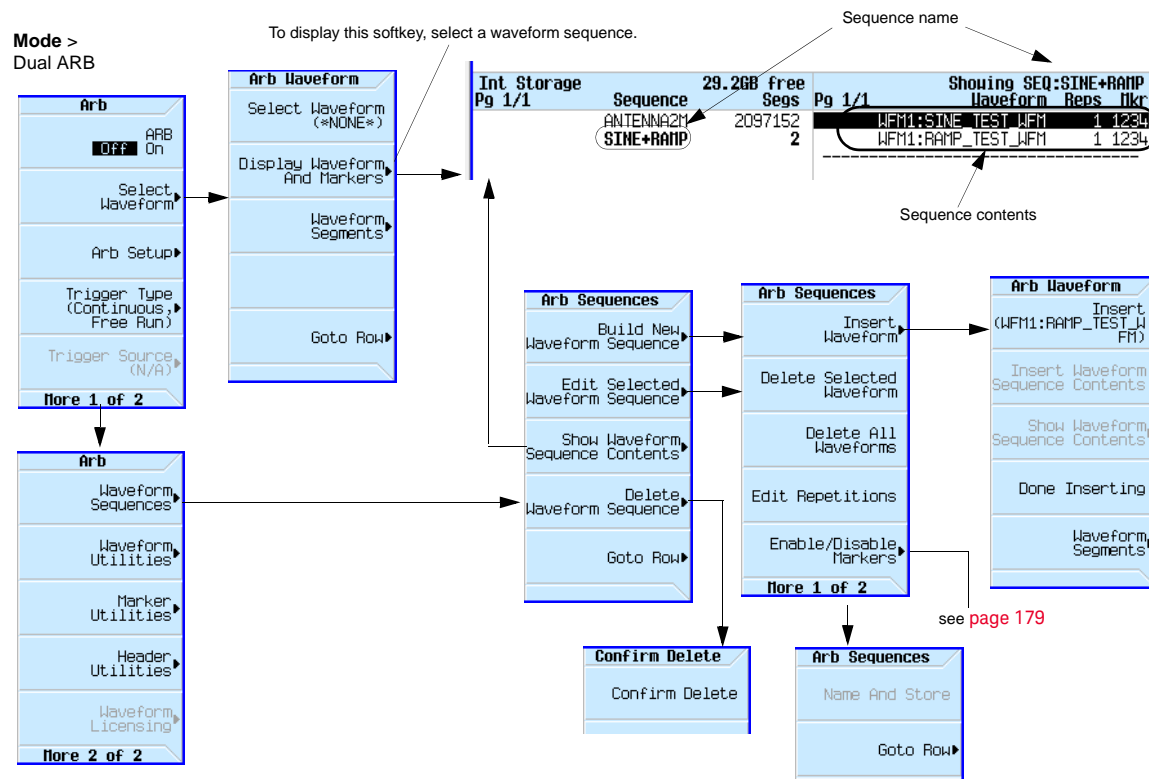 Mode >
Dual ARB
To display this softkey, select a waveform sequence.
Sequence name
Int Storage 29.2GB free
Pg 1/1 Sequence Segs
ANTENNA2M 2097152
SINE+RAMP 2
Showing SEQ:SINE+RAMP
Pg 1/1 Waveform Reps Mkr
WFM1:SINE_TEST_WFM 1 1234
WFM1:RAMP_TEST_WFM 1 1234
--------------------------------
Sequence contents
Arb
ARB
Off On
Select
Waveform
Arb Setup
Trigger Type
(Continuous,
Free Run)
Trigger Source
(N/A)
More 1 of 2
Arb Waveform
Select Waveform
(*NONE*)
Display Waveform
And Markers
Waveform
Segments
Goto Row
Arb
Waveform
Sequences
Waveform
Utilities
Marker
Utilities
Header
Utilities
Waveform
Licensing
More 2 of 2
Arb Sequences
Build New
Waveform Sequence
Edit Selected
Waveform Sequence
Show Waveform
Sequence Contents
Delete
Waveform Sequence
Goto Row
Arb Sequences
Insert
Waveform
Delete Selected
Waveform
Delete All
Waveforms
Edit Repetitions
Enable/Disable
Markers
More 1 of 2
Arb Waveform
Insert
(WFM1:RAMP_TEST_W
FM)
Insert Waveform
Sequence Contents
Show Waveform
Sequence Contents
Done Inserting
Waveform
Segments
see page 179
Confirm Delete
Confirm Delete
Arb Sequences
Name And Store
Goto Row